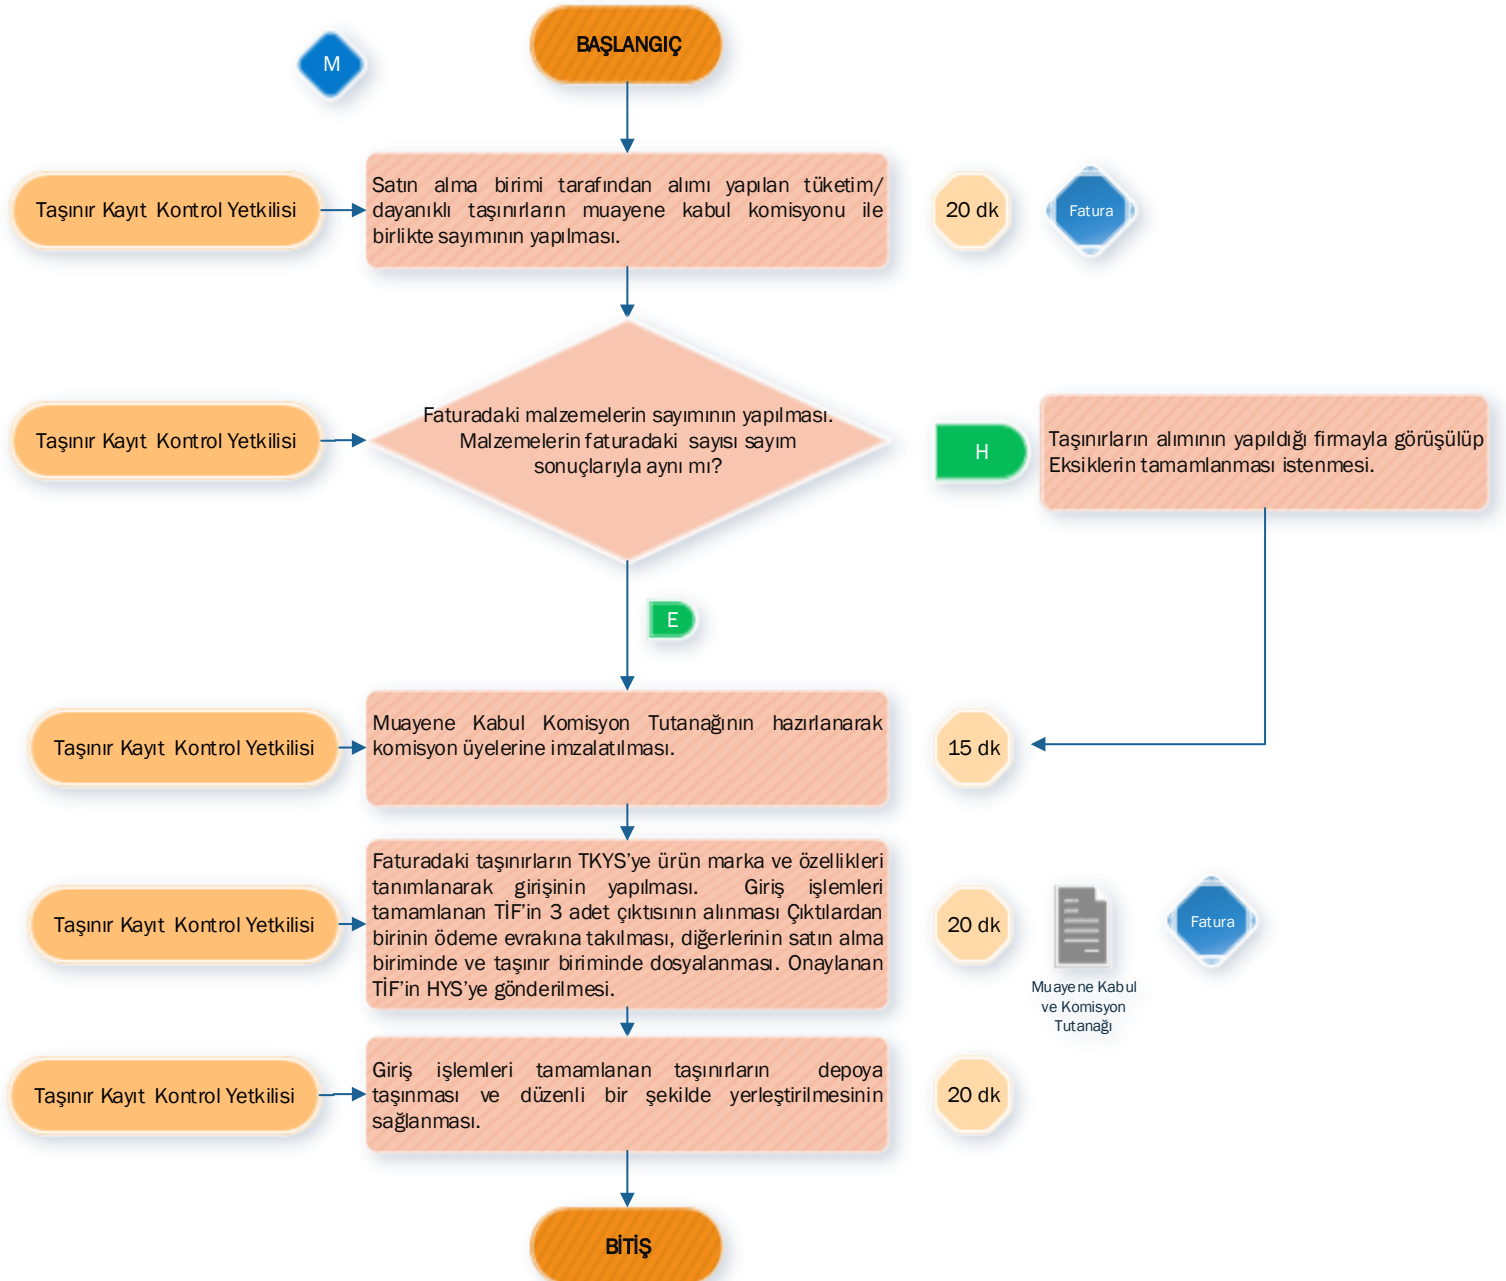 M
BAŞLANGIÇ
Taşınır Kayıt Kontrol Yetkilisi
Satın alma birimi tarafından alımı yapılan tüketim/
dayanıklı taşınırların muayene kabul komisyonu ile
birlikte sayımının yapılması.
20 dk
Fatura
Taşınır Kayıt Kontrol Yetkilisi
Faturadaki malzemelerin sayımının yapılması.
Malzemelerin faturadaki sayısı sayım
sonuçlarıyla aynı mı?
H
Taşınırların alımının yapıldığı firmayla görüşülüp
Eksiklerin tamamlanması istenmesi.
E
Taşınır Kayıt Kontrol Yetkilisi
Muayene Kabul Komisyon Tutanağının hazırlanarak
komisyon üyelerine imzalatılması.
15 dk
Taşınır Kayıt Kontrol Yetkilisi
Faturadaki taşınırların TKYS’ye ürün marka ve özellikleri
tanımlanarak girişinin yapılması. Giriş işlemleri
tamamlanan TİF’in 3 adet çıktısının alınması Çıktılardan
birinin ödeme evrakına takılması, diğerlerinin satın alma
biriminde ve taşınır biriminde dosyalanması. Onaylanan
TİF’in HYS’ye gönderilmesi.
20 dk
Muayene Kabul
ve Komisyon
Tutanağı
Fatura
Taşınır Kayıt Kontrol Yetkilisi
Giriş işlemleri tamamlanan taşınırların depoya
taşınması ve düzenli bir şekilde yerleştirilmesinin
sağlanması.
20 dk
BİTİŞ